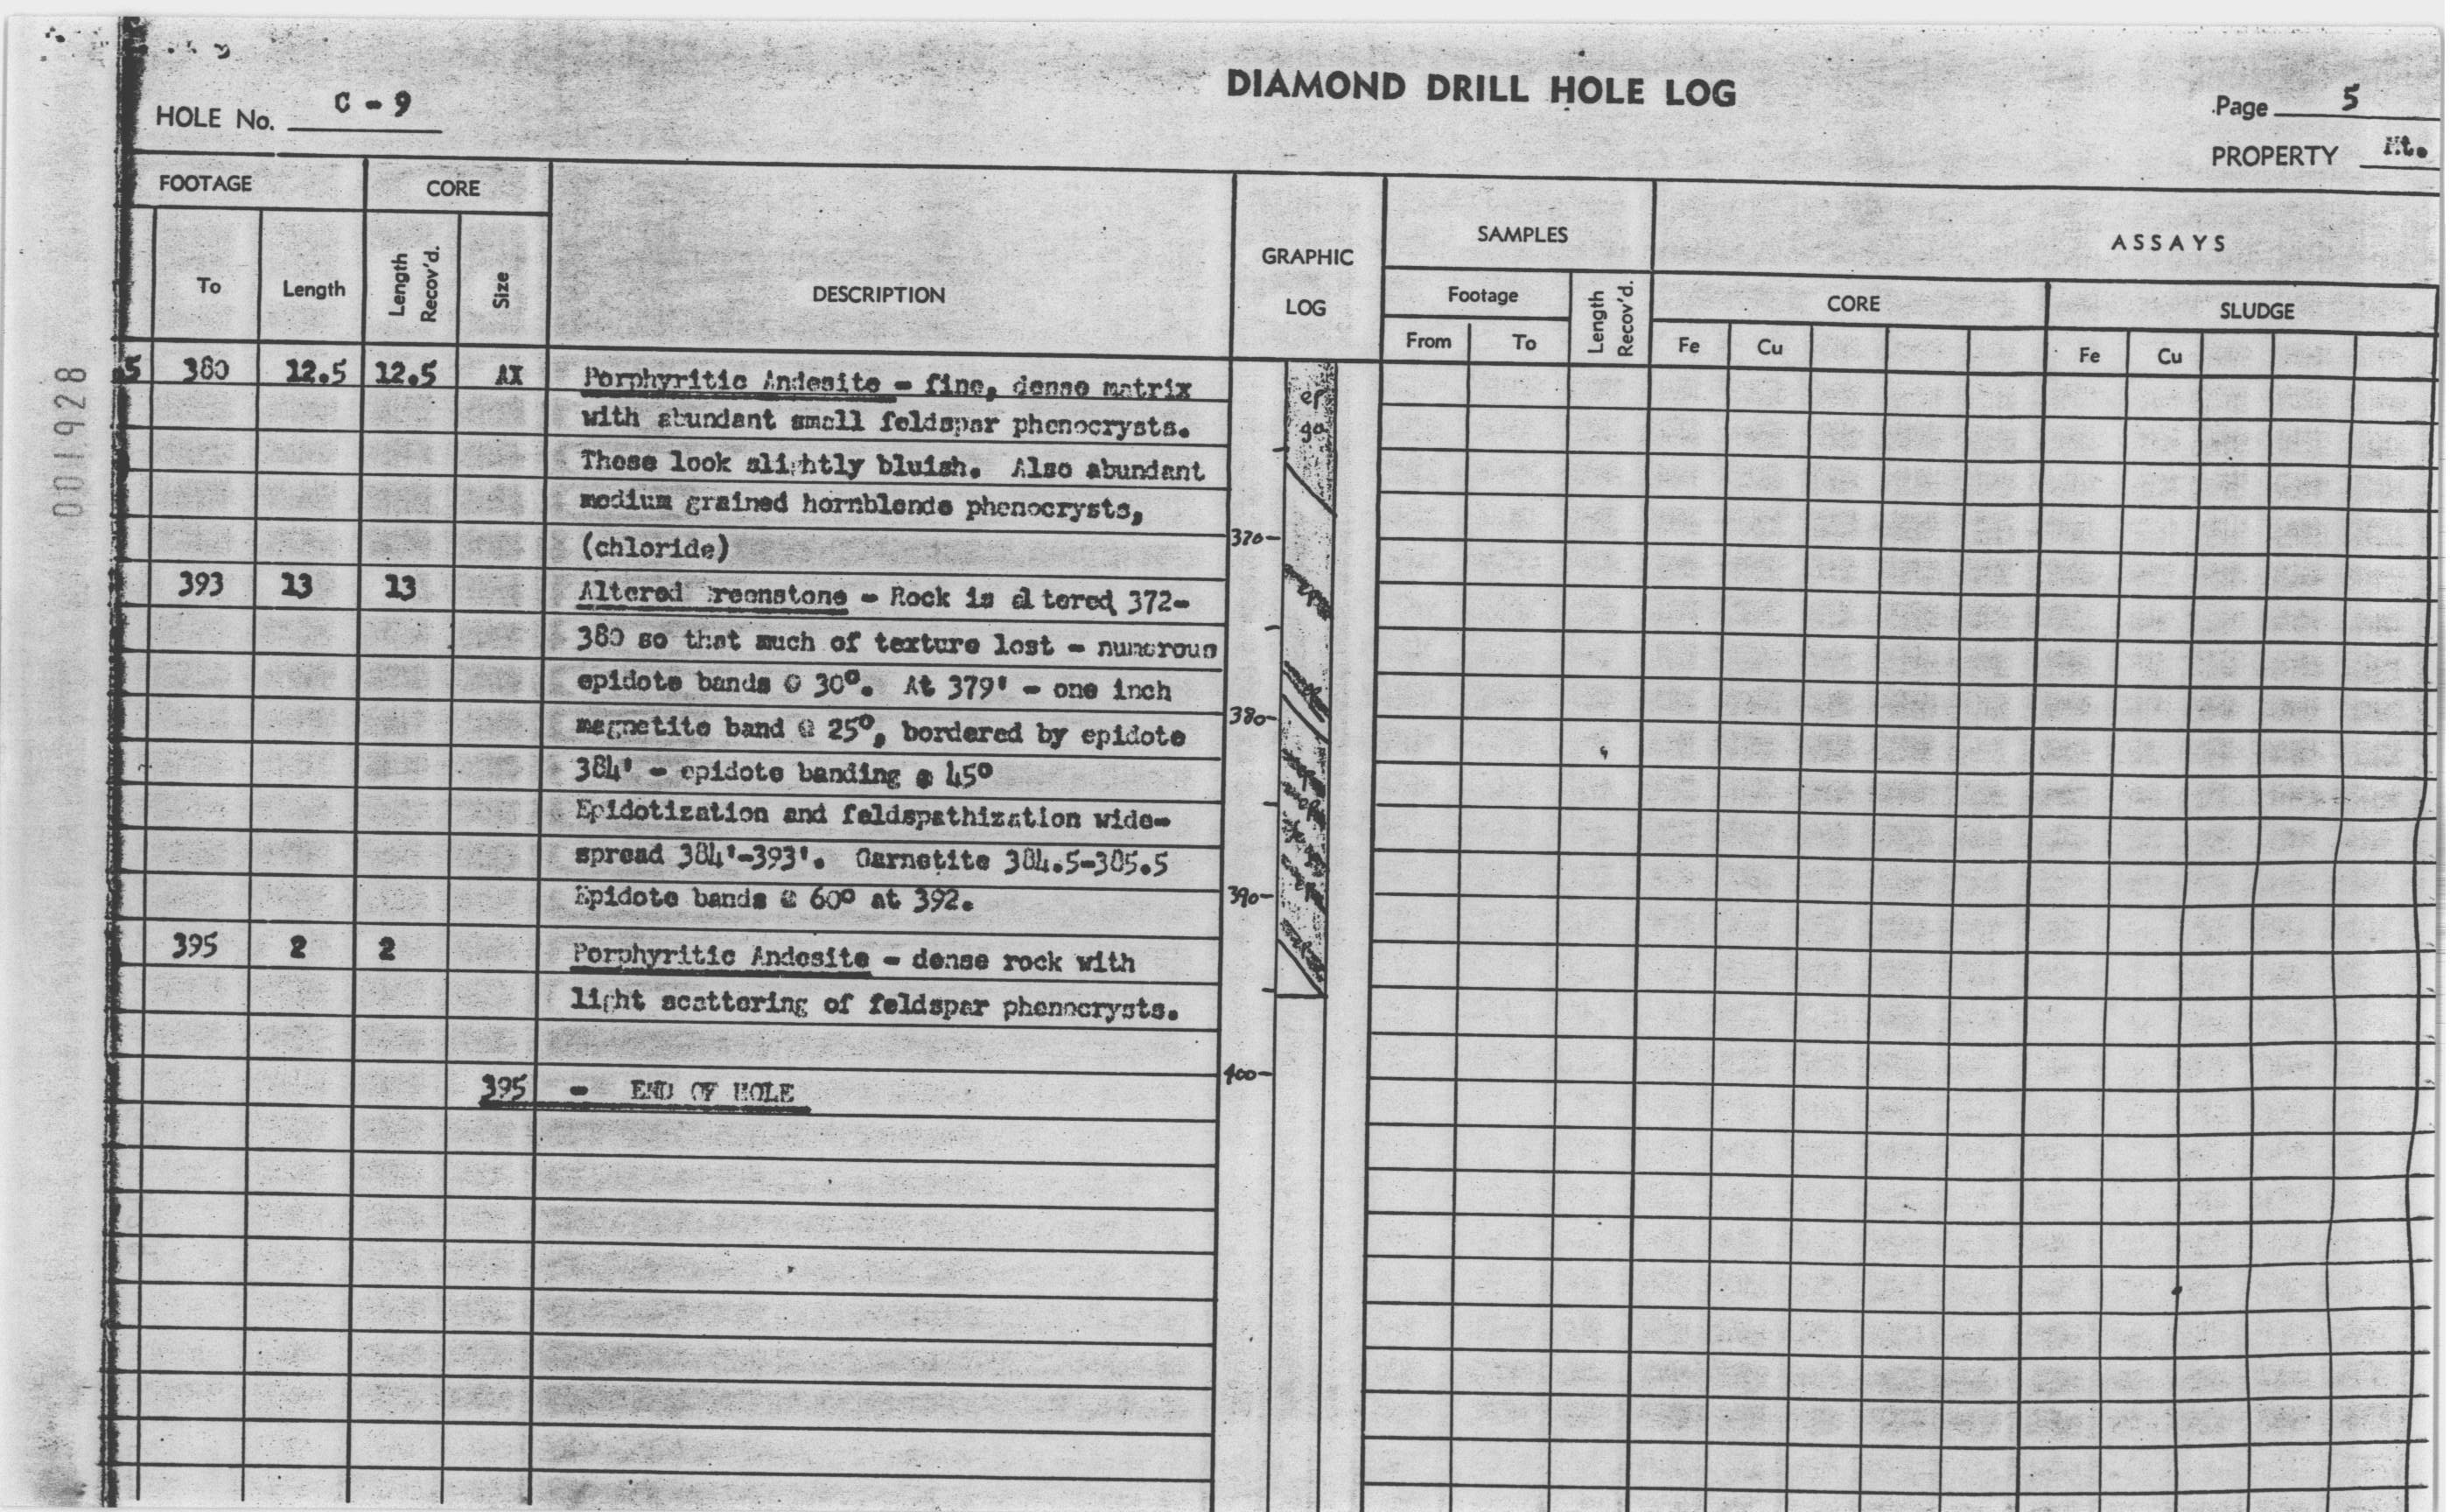 DIAMOND DRILL HOLE LOG
HOLE No. C - 9
Page 5
PROPERTY Mt.
FOOTAGE CORE DESCRIPTION GRAPHIC LOG SAMPLES ASSAYS
To Length Length Recov'd. Size
Footage Length Recov'd. CORE SLUDGE
From To Fe Cu Fe Cu
5 380 12.5 12.5 AX Porphyritic Andesite - fine, dense matrix
with abundant small feldspar phenocrysts.
These look slightly bluish. Also abundant
medium grained hornblende phenocrysts,
(chloride)
393 13 13 Altered reenstone - Rock is altered 372-
380 so that much of texture lost - numerous
epidote bands @ 30°. At 379' - one inch
magnetite band @ 25°, bordered by epidote
384' - epidote banding @ 45°
Epidotization and feldspathization wide-
spread 384'-393'. Garnetite 384.5-385.5
Epidote bands @ 60° at 392.
395 2 2 Porphyritic Andesite - dense rock with
light scattering of feldspar phenocrysts.
395 - END OF HOLE
ep
ga
370-
380-
390-
400-
0011928